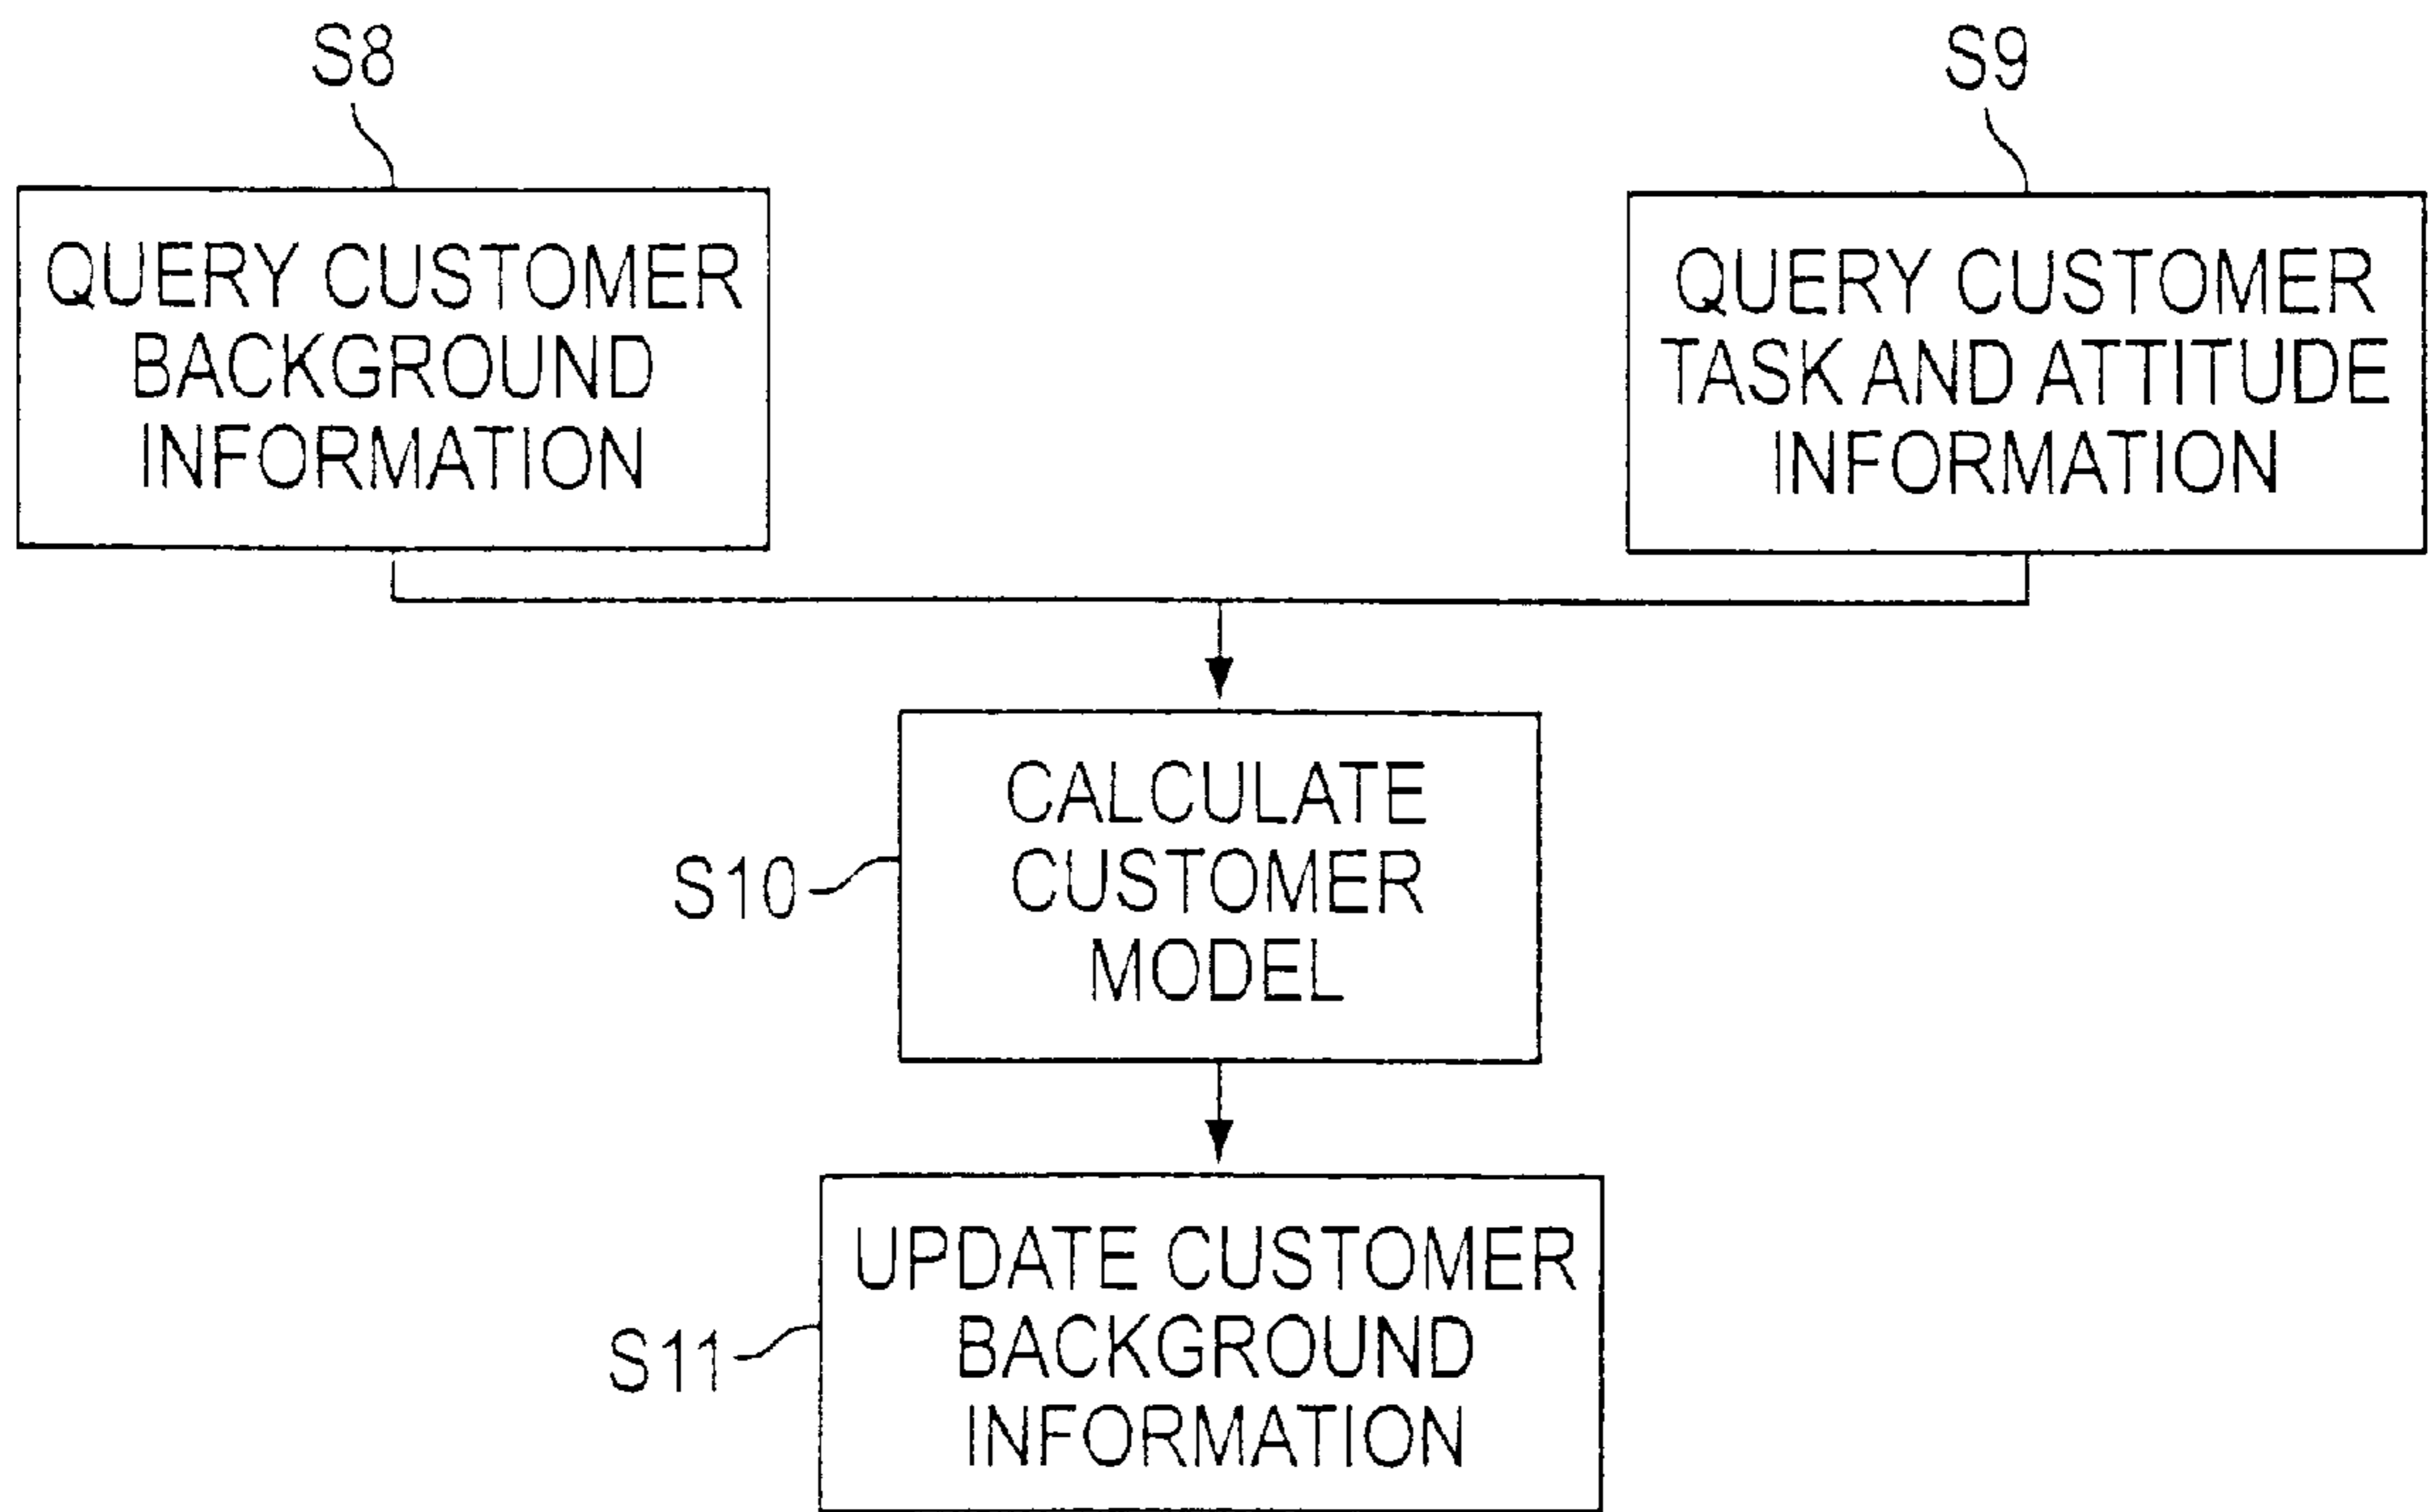 S8
S9
QUERY CUSTOMER
BACKGROUND
INFORMATION
QUERY CUSTOMER
TASK AND ATTITUDE
INFORMATION
CALCULATE
CUSTOMER
MODEL
S10
UPDATE CUSTOMER
BACKGROUND
INFORMATION
S11